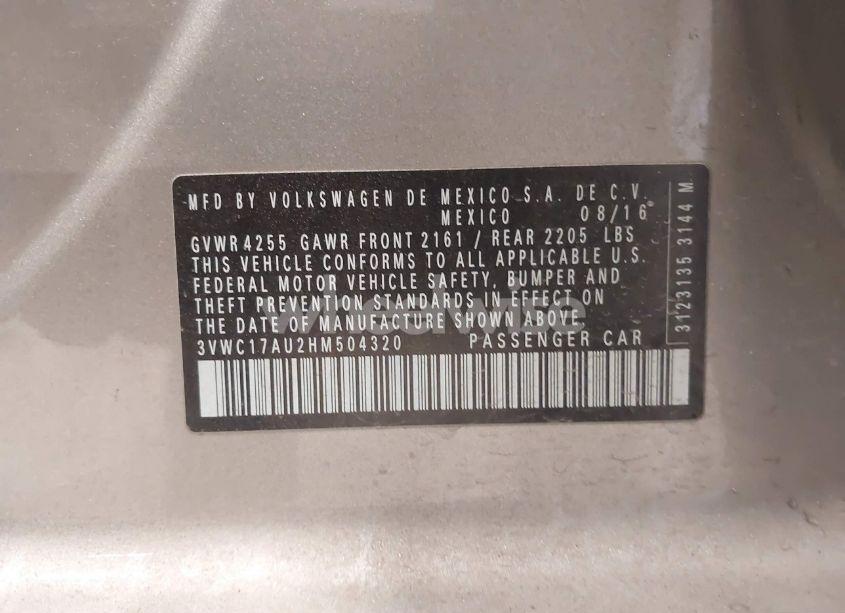 MFD BY VOLKSWAGEN DE MEXICO S.A. DE C.V.
MEXICO 08/16
GVWR 4255 GAWR FRONT 2161 / REAR 2205 LBS
THIS VEHICLE CONFORMS TO ALL APPLICABLE U.S.
FEDERAL MOTOR VEHICLE SAFETY, BUMPER AND
THEFT PREVENTION STANDARDS IN EFFECT ON
THE DATE OF MANUFACTURE SHOWN ABOVE.
3VWC17AU2HM504320 PASSENGER CAR
3123135 3144 M